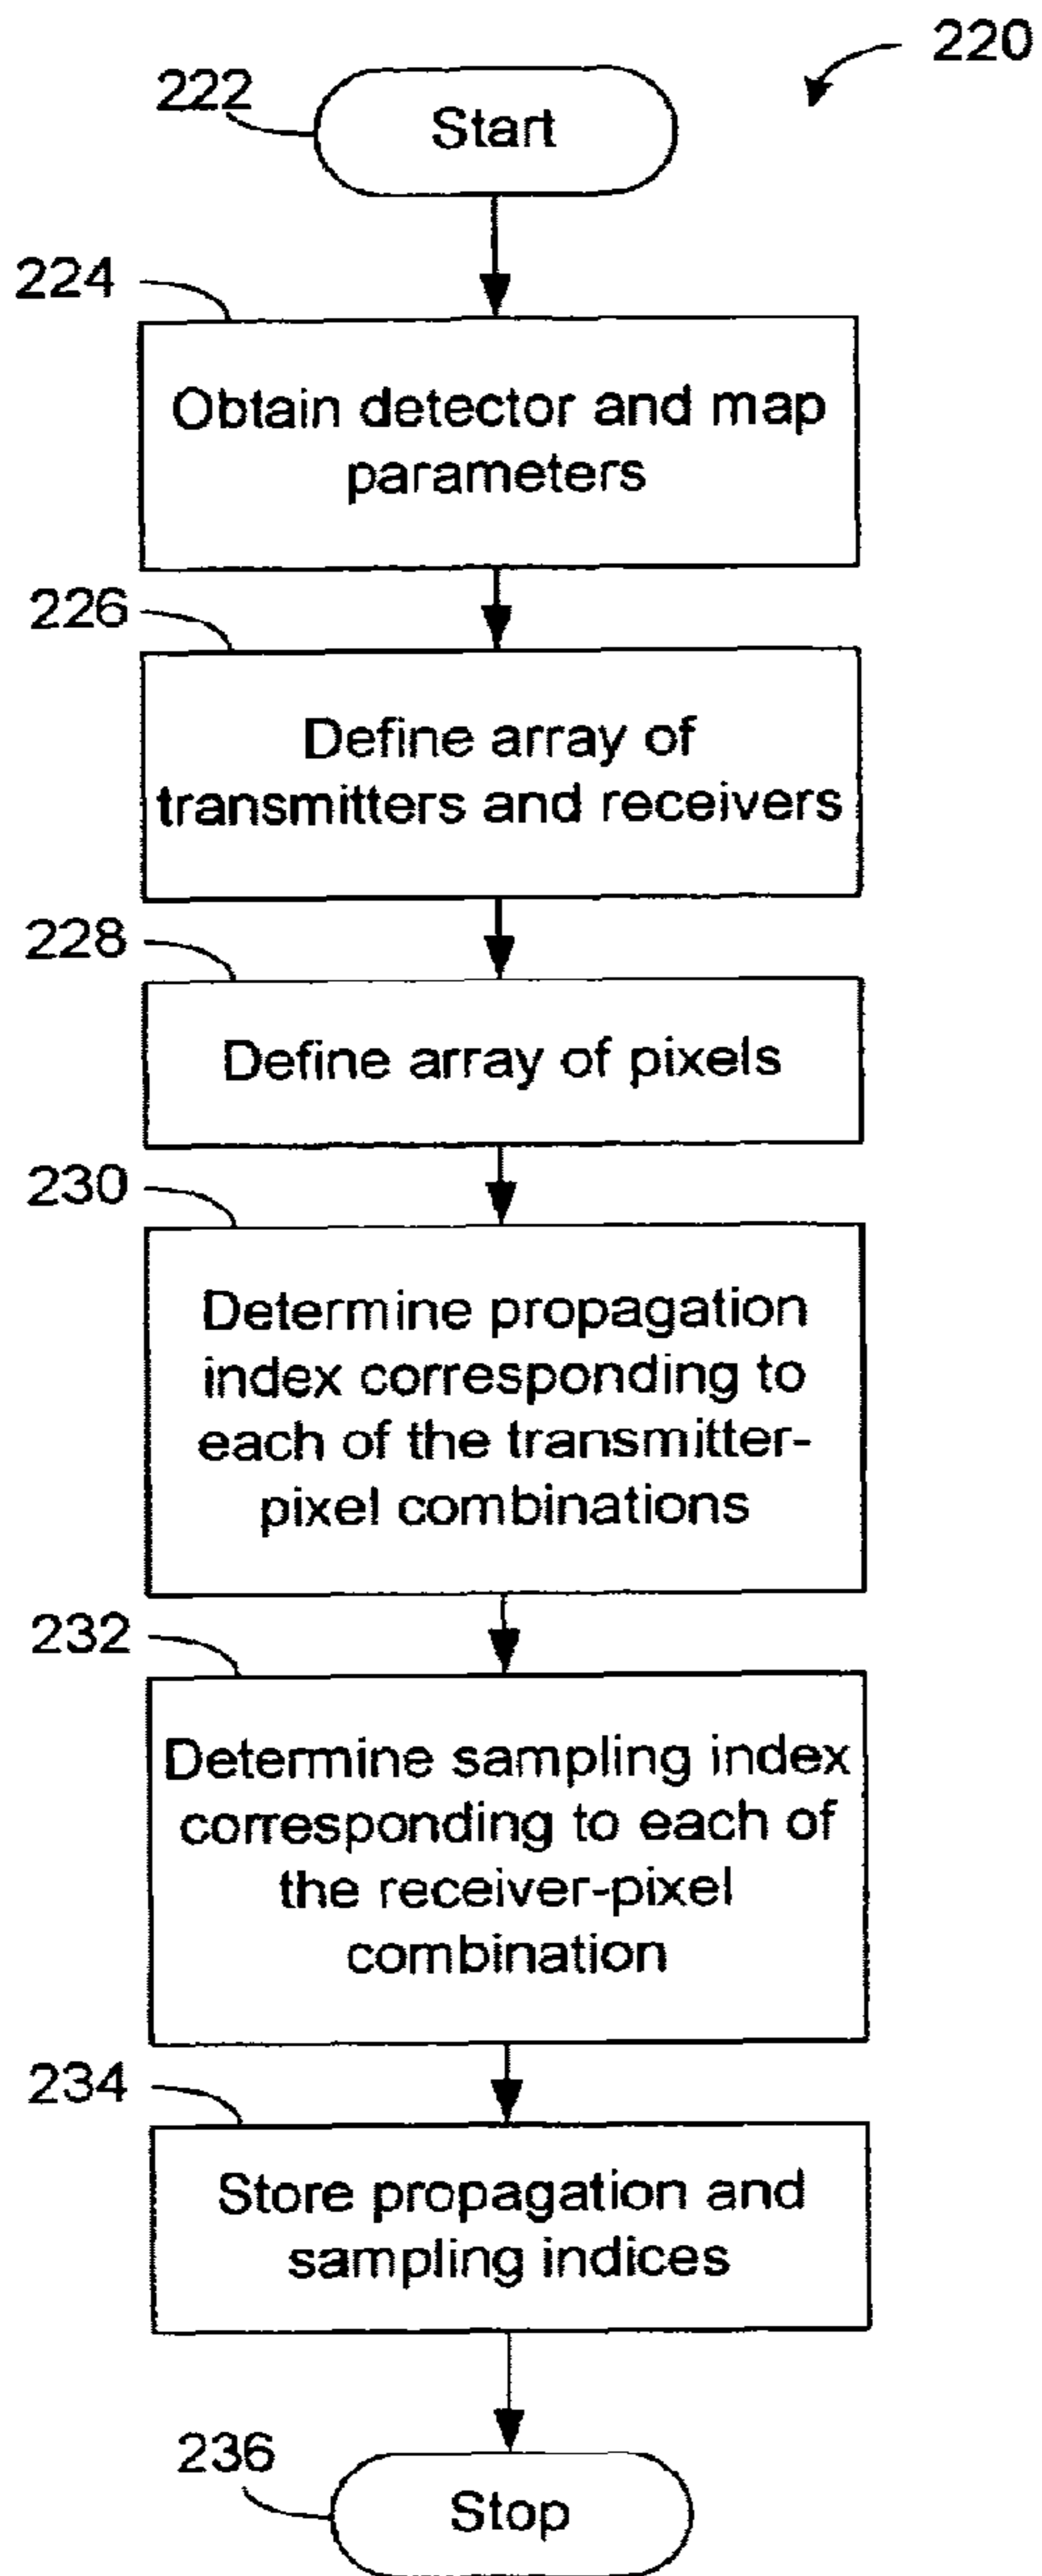 220
222
Start
224
Obtain detector and map
parameters
226
Define array of
transmitters and receivers
228
Define array of pixels
230
Determine propagation
index corresponding to
each of the transmitter-
pixel combinations
232
Determine sampling index
corresponding to each of
the receiver-pixel
combination
234
Store propagation and
sampling indices
236
Stop